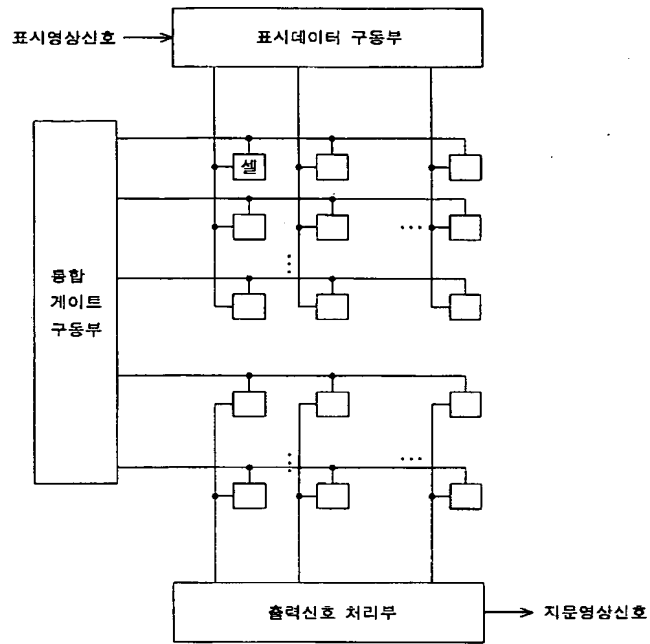 표시영상신호
표시데이터 구동부
셀
통합
게이트
구동부
출력신호 처리부
지문영상신호